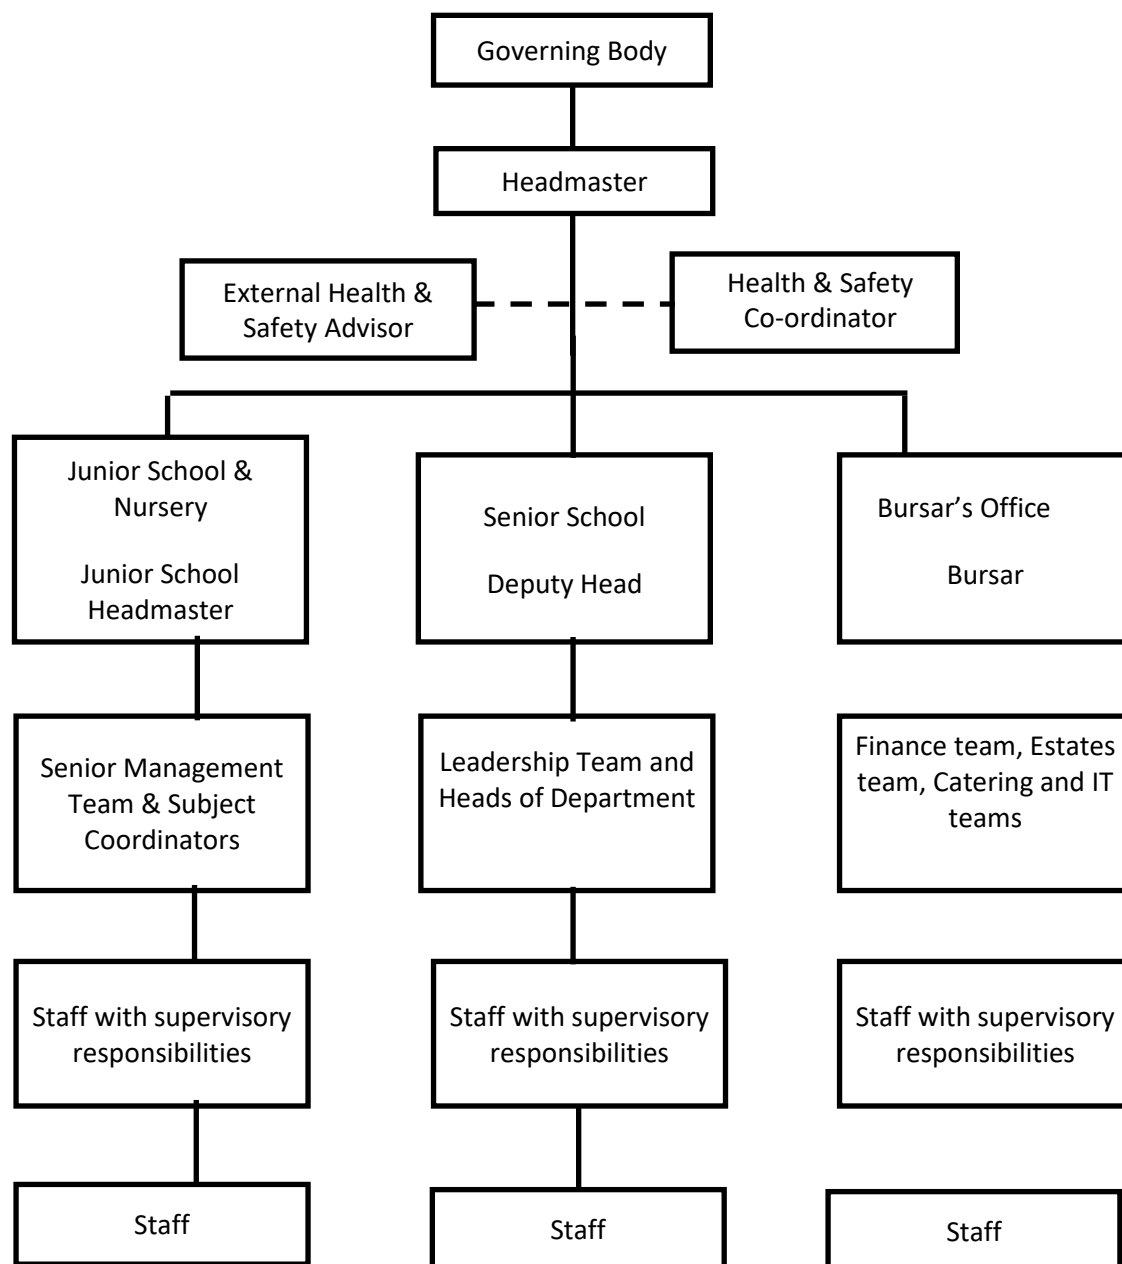 Governing Body
Headmaster
External Health &
Safety Advisor
Health & Safety
Co-ordinator
Junior School &
Nursery
Junior School
Headmaster
Senior School
Deputy Head
Bursar’s Office
Bursar
Senior Management
Team & Subject
Coordinators
Leadership Team and
Heads of Department
Finance team, Estates
team, Catering and IT
teams
Staff with supervisory
responsibilities
Staff with supervisory
responsibilities
Staff with supervisory
responsibilities
Staff
Staff
Staff